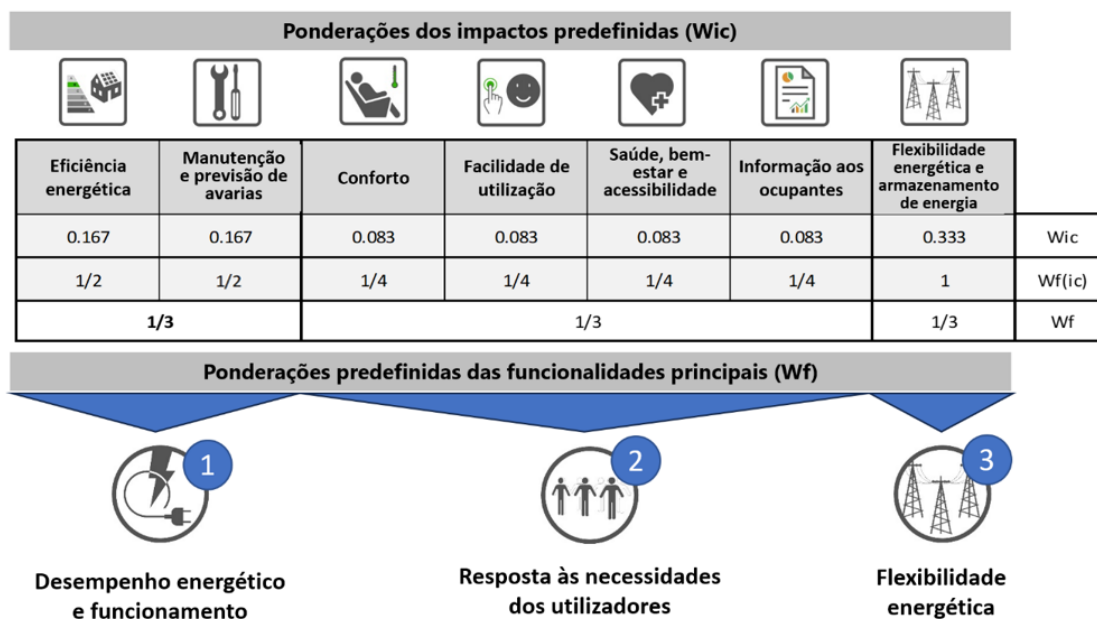 Ponderações dos impactos predefinidas (Wic)
Eficiência
energética
Manutenção
e previsão de
avarias
Conforto
Facilidade de
utilização
Saúde, bem-
estar e
acessibilidade
Informação aos
ocupantes
Flexibilidade
energética e
armazenamento
de energia
0.167 0.167 0.083 0.083 0.083 0.083 0.333 Wic
1/2 1/2 1/4 1/4 1/4 1/4 1 Wf(ic)
1/3 1/3 1/3 Wf
Ponderações predefinidas das funcionalidades principais (Wf)
1
2
3
Desempenho energético
e funcionamento
Resposta às necessidades
dos utilizadores
Flexibilidade
energética